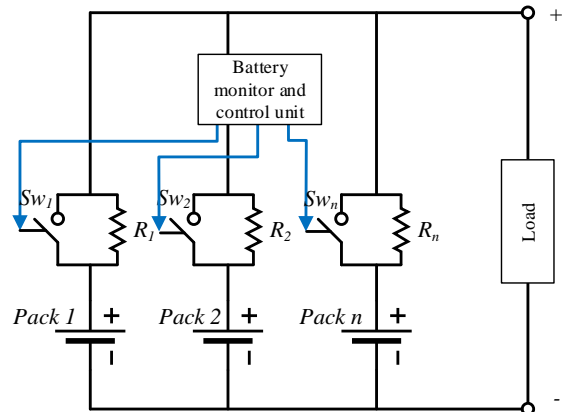 +
Battery
monitor and
control unit
Sw1
Sw2
Swn
R1
R2
Rn
Load
Pack 1
+
Pack 2
+
Pack n
+
-